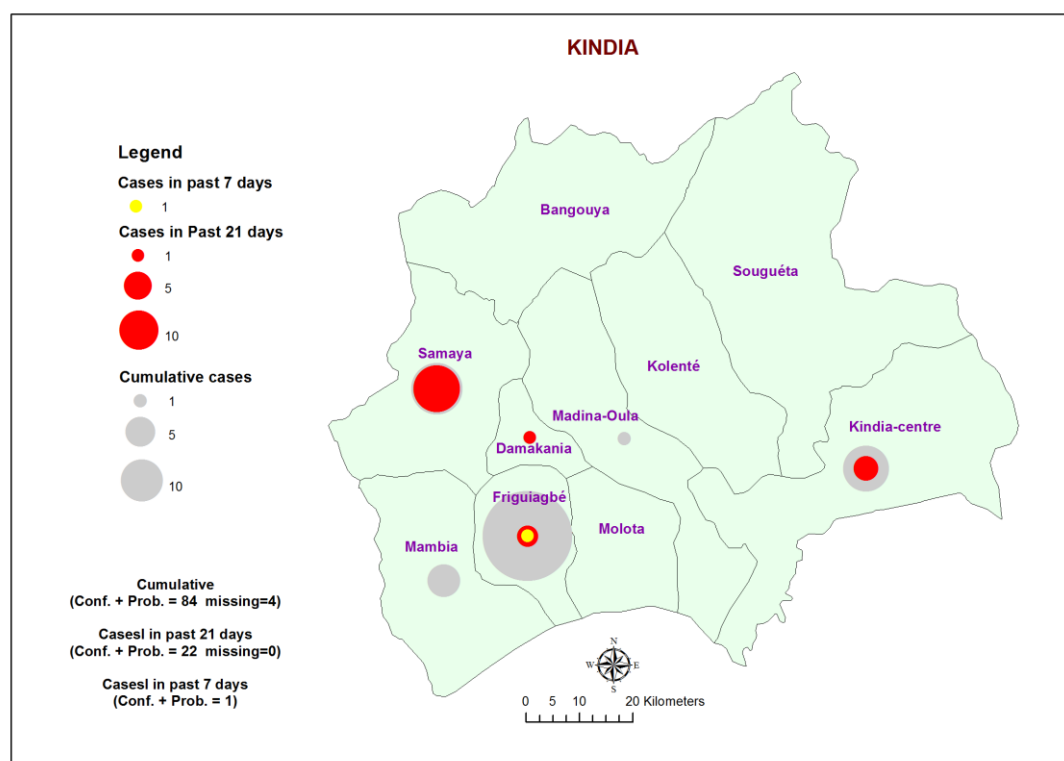 KINDIA
Legend
Cases in past 7 days
1
Cases in Past 21 days
1
5
10
Cumulative cases
1
5
10
Cumulative
(Conf. + Prob. = 84 missing=4)
Casesl in past 21 days
(Conf. + Prob. = 22 missing=0)
Casesl in past 7 days
(Conf. + Prob. = 1)
Bangouya
Souguéta
Samaya
Kolenté
Madina-Oula
Kindia-centre
Damakania
Friguiagbé
Molota
Mambia
N
W E
S
0 5 10 20 Kilometers